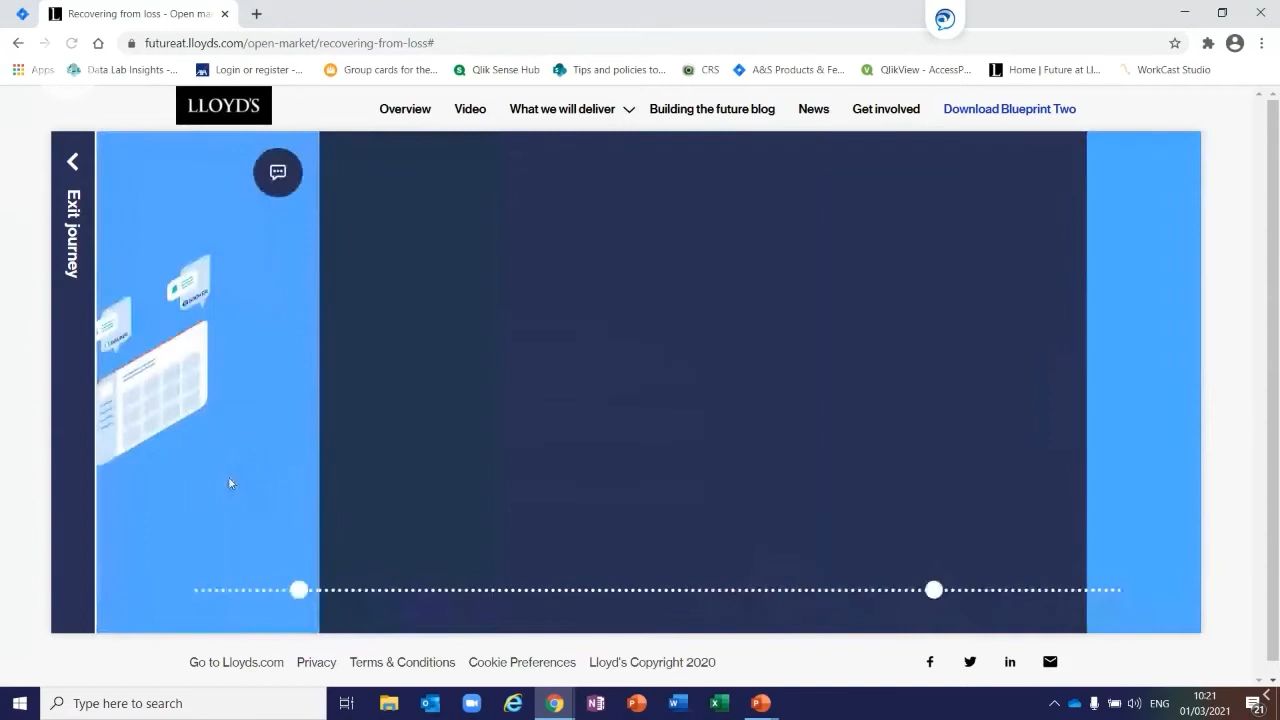 Recovering from loss - Open ma
futureat.lloyds.com/open-market/recovering-from-loss#
Apps
Data Lab Insights -...
Login or register -...
Group cards for the...
Qlik Sense Hub
Tips and policies to...
CRS
A&S Products & Fe...
QlikView - AccessP...
Home | Future at Ll...
WorkCast Studio
LLOYD'S
Overview
Video
What we will deliver
Building the future blog
News
Get involved
Download Blueprint Two
Exit journey
Go to Lloyds.com
Privacy
Terms & Conditions
Cookie Preferences
Lloyd's Copyright 2020
Type here to search
ENG
10:21
01/03/2021
21